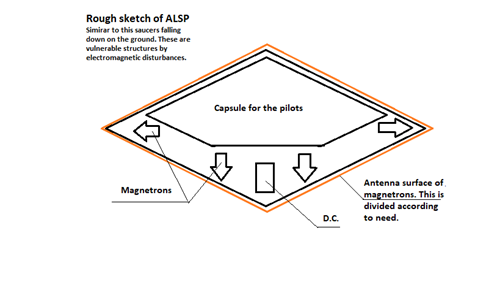 Rough sketch of ALSP
Simirar to this saucers falling
down on the ground. These are
vulnerable structures by
electromagnetic disturbances.
Capsule for the pilots
Magnetrons
Antenna surface of
magnetrons. This is
divided according
to need.
D.C.